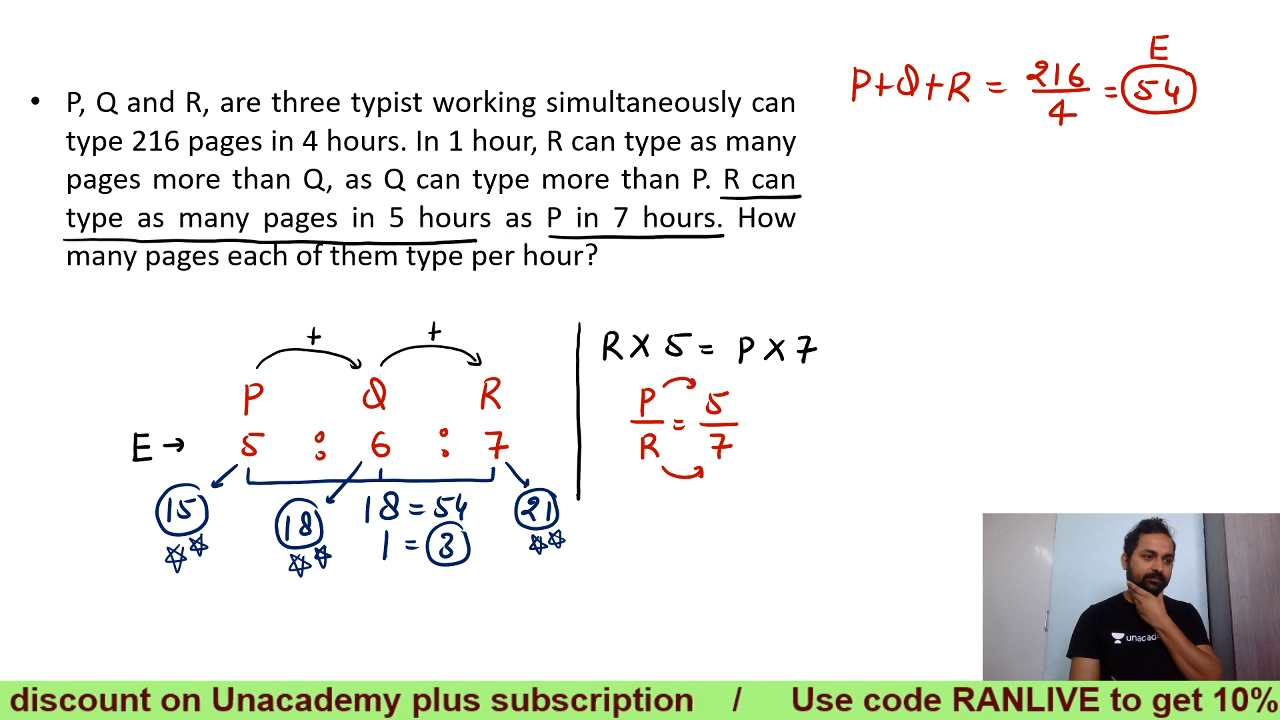 P+Q+R = 216/4 = 54
E
• P, Q and R, are three typist working simultaneously can
type 216 pages in 4 hours. In 1 hour, R can type as many
pages more than Q, as Q can type more than P. R can
type as many pages in 5 hours as P in 7 hours. How
many pages each of them type per hour?
+ +
P Q R
E → 5 : 6 : 7
15 18 18 = 54 21
1 = 3
R X 5 = P X 7
P/R = 5/7
unacade
discount on Unacademy plus subscription / Use code RANLIVE to get 10%